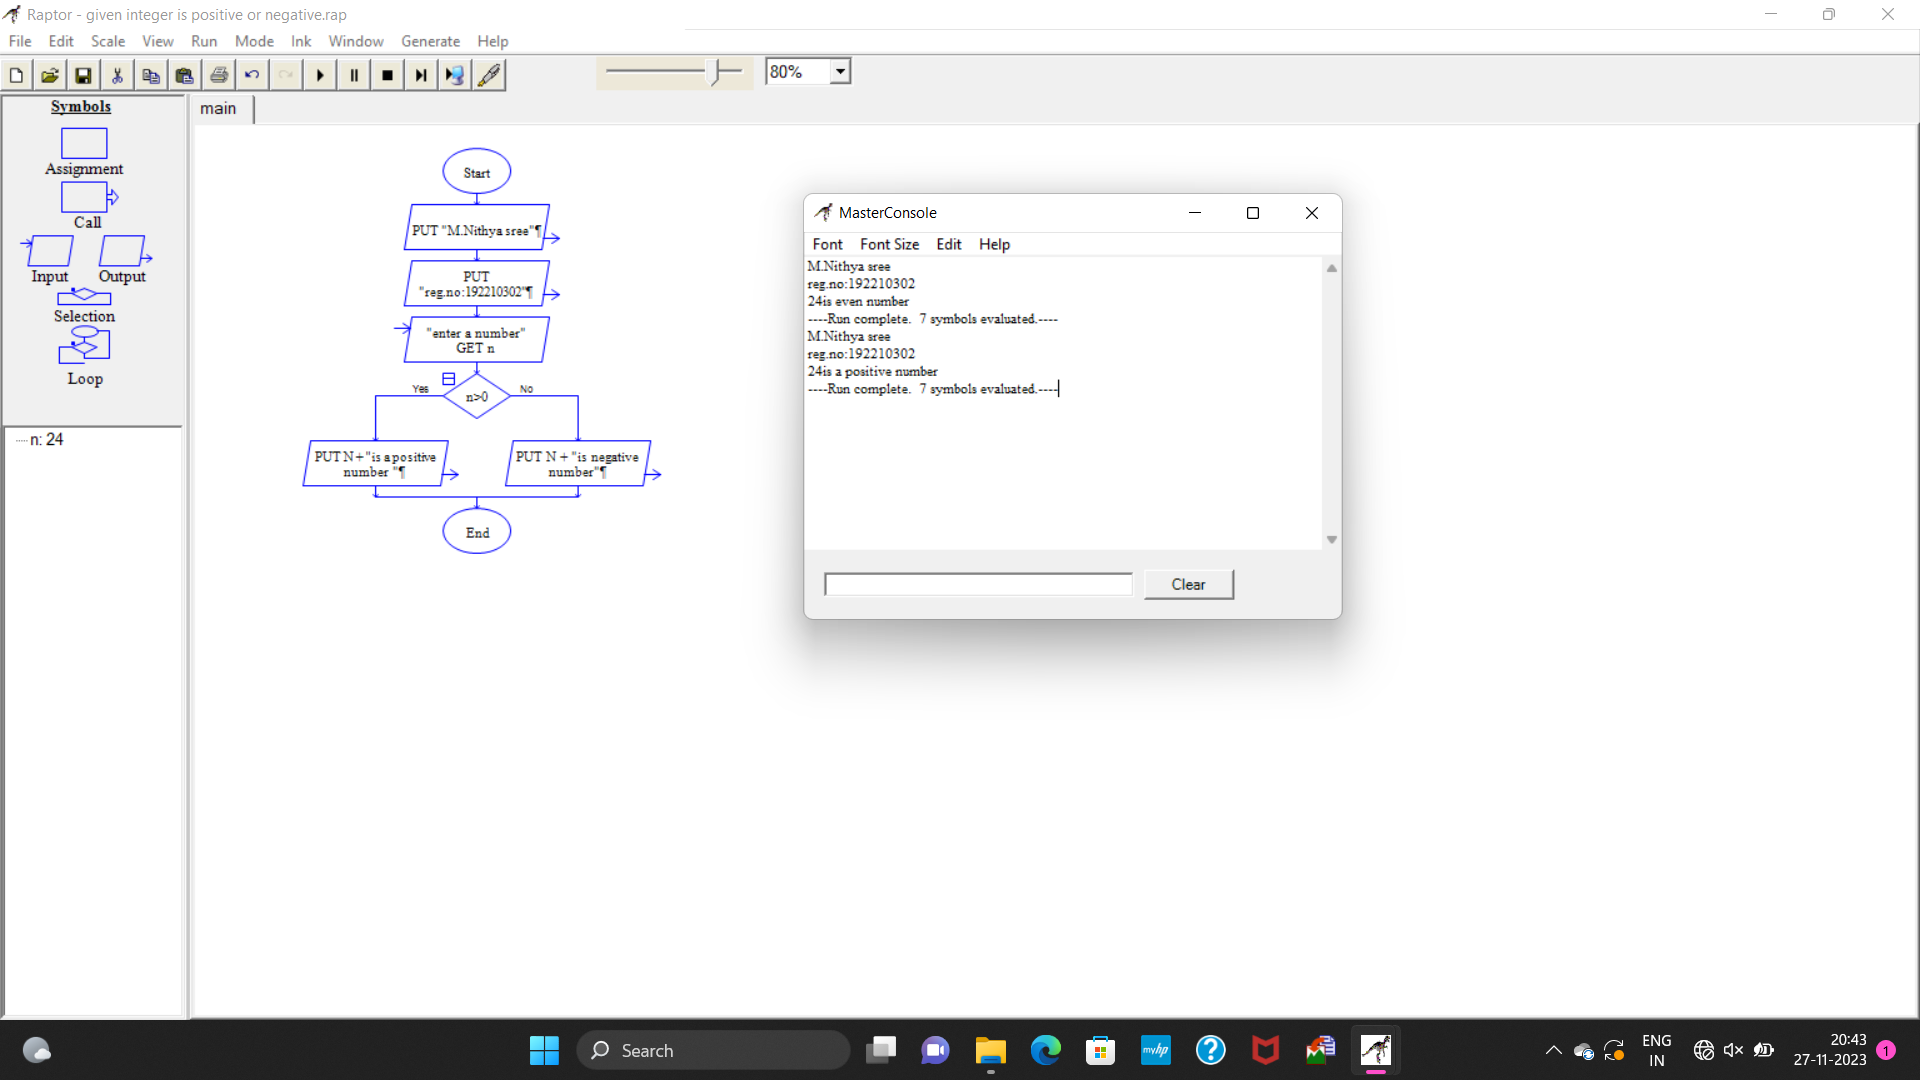 Raptor - given integer is positive or negative.rap
File Edit Scale View Run Mode Ink Window Generate Help
80%
Symbols
Assignment
Call
Input Output
Selection
Loop
n: 24
main
Start
PUT "M.Nithya sree"¶
PUT
"reg.no:192210302"¶
"enter a number"
GET n
Yes
n>0
No
PUT N+"is a positive
number "¶
PUT N + "is negative
number"¶
End
MasterConsole
Font Font Size Edit Help
M.Nithya sree
reg.no:192210302
24is even number
----Run complete.  7 symbols evaluated.----
M.Nithya sree
reg.no:192210302
24is a positive number
----Run complete.  7 symbols evaluated.----
Clear
Search
myhp
ENG
IN
20:43
27-11-2023
1